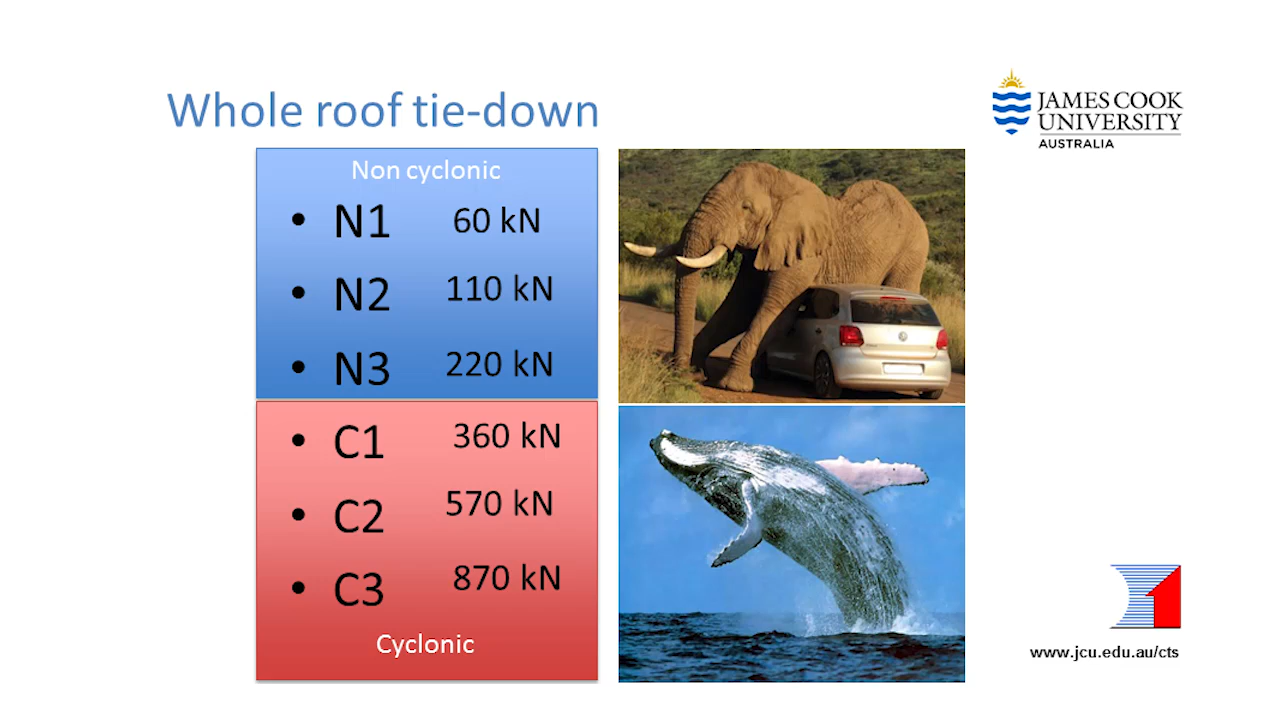 Whole roof tie-down
JAMES COOK
UNIVERSITY
AUSTRALIA
Non cyclonic
• N1 60 kN
• N2 110 kN
• N3 220 kN
• C1 360 kN
• C2 570 kN
• C3 870 kN
Cyclonic
www.jcu.edu.au/cts